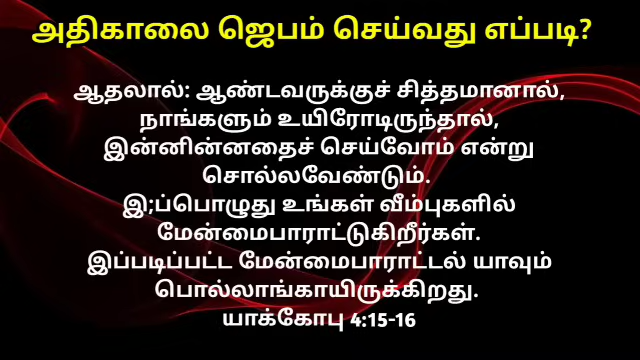 அதிகாலை ஜெபம் செய்வது எப்படி?
ஆதலால்: ஆண்டவருக்குச் சித்தமானால்,
நாங்களும் உயிரோடிருந்தால்,
இன்னின்னதைச் செய்வோம் என்று
சொல்லவேண்டும்.
இ;ப்பொழுது உங்கள் வீம்புகளில்
மேன்மைபாராட்டுகிறீர்கள்.
இப்படிப்பட்ட மேன்மைபாராட்டல் யாவும்
பொல்லாங்காயிருக்கிறது.
யாக்கோபு 4:15-16